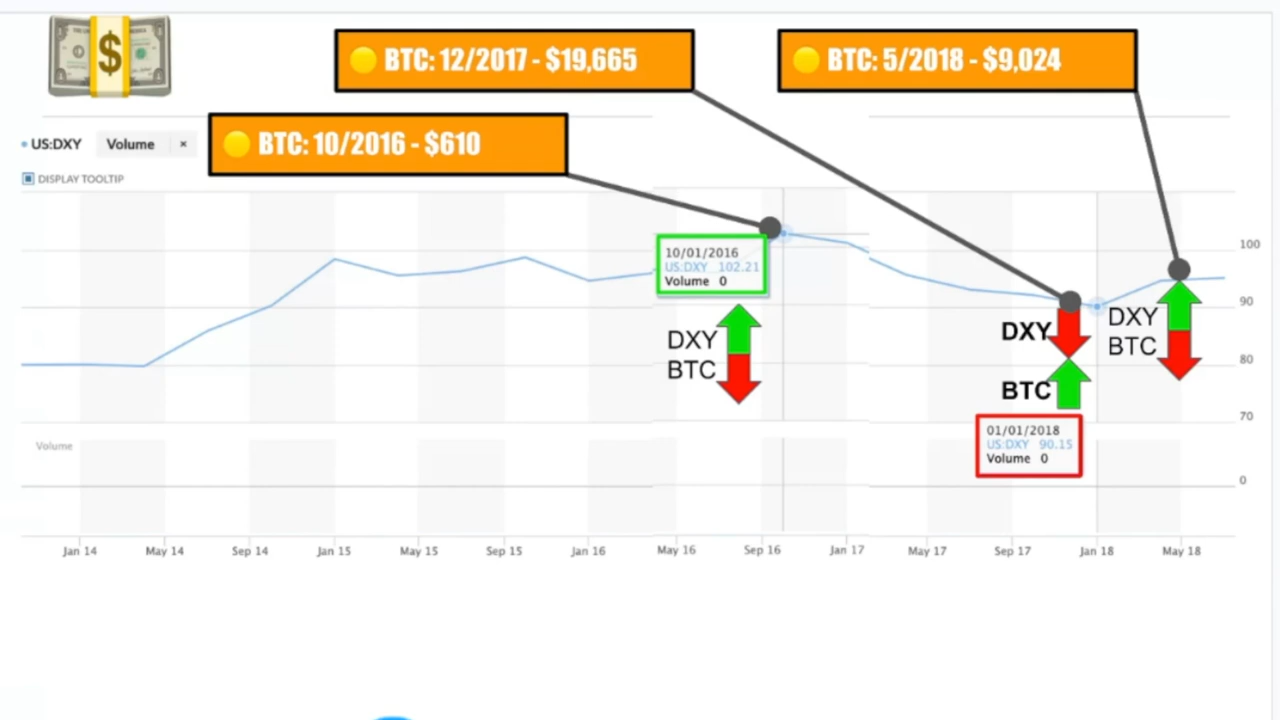 $
BTC: 12/2017 - $19,665
BTC: 5/2018 - $9,024
BTC: 10/2016 - $610
US:DXY Volume ×
DISPLAY TOOLTIP
10/01/2016
US:DXY 102.21
Volume 0
DXY
BTC
DXY
BTC
DXY
BTC
01/01/2018
US:DXY 90.15
Volume 0
100
90
80
70
Volume
0
Jan 14 May 14 Sep 14 Jan 15 May 15 Sep 15 Jan 16 May 16 Sep 16 Jan 17 May 17 Sep 17 Jan 18 May 18